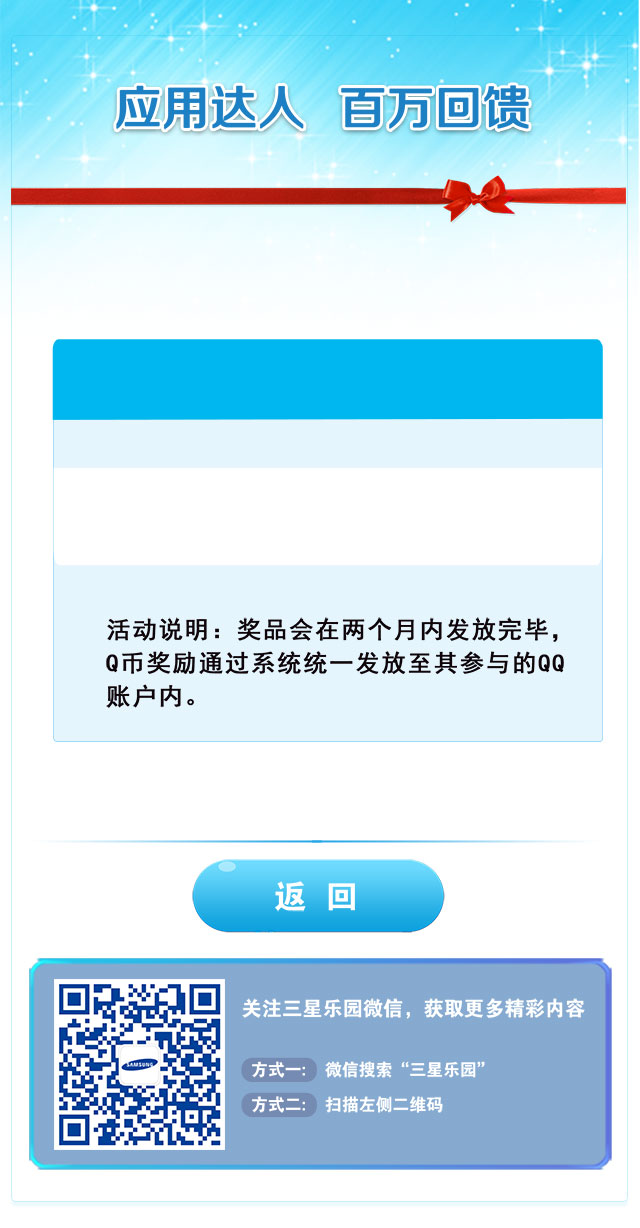 应用达人 百万回馈
活动说明：奖品会在两个月内发放完毕，
Q币奖励通过系统统一发放至其参与的QQ
账户内。
返 回
关注三星乐园微信，获取更多精彩内容
方式一: 微信搜索“三星乐园”
方式二: 扫描左侧二维码
SAMSUNG